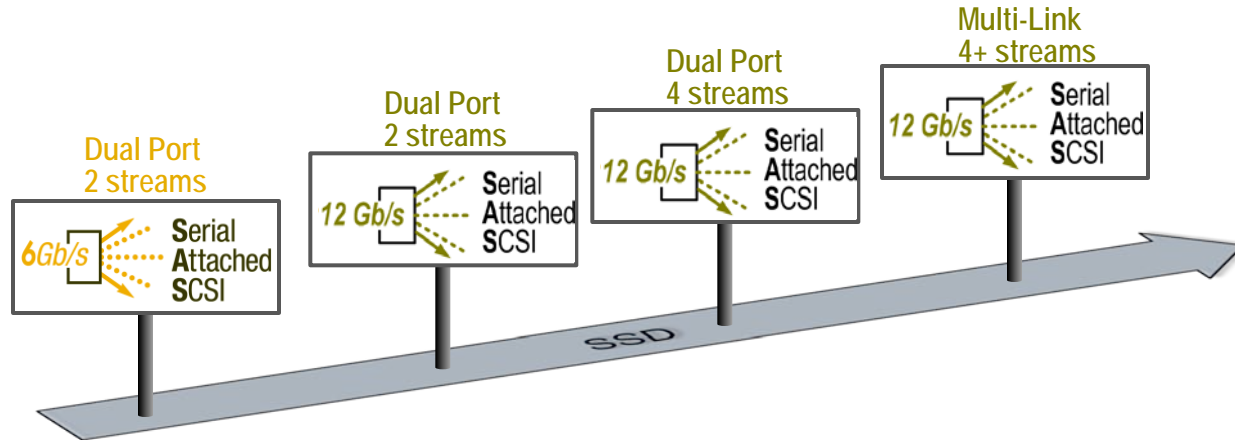 Dual Port
2 streams
6Gb/s
Serial
Attached
SCSI
Dual Port
2 streams
12 Gb/s
Serial
Attached
SCSI
Dual Port
4 streams
12 Gb/s
Serial
Attached
SCSI
Multi-Link
4+ streams
12 Gb/s
Serial
Attached
SCSI
SSD